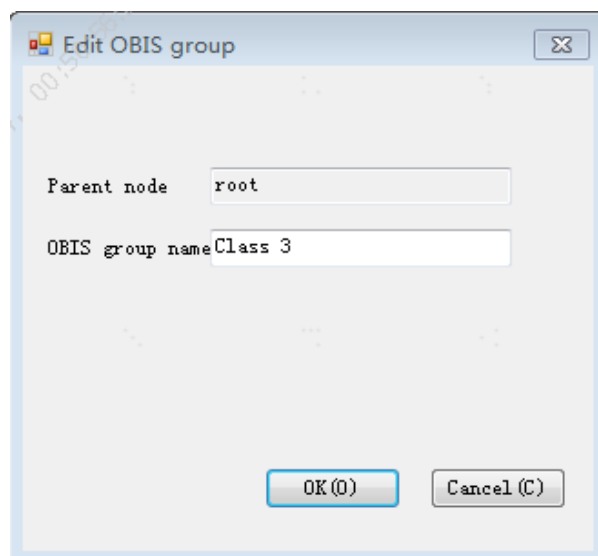 Edit OBIS group
Parent node root
OBIS group name Class 3
OK(O) Cancel(C)